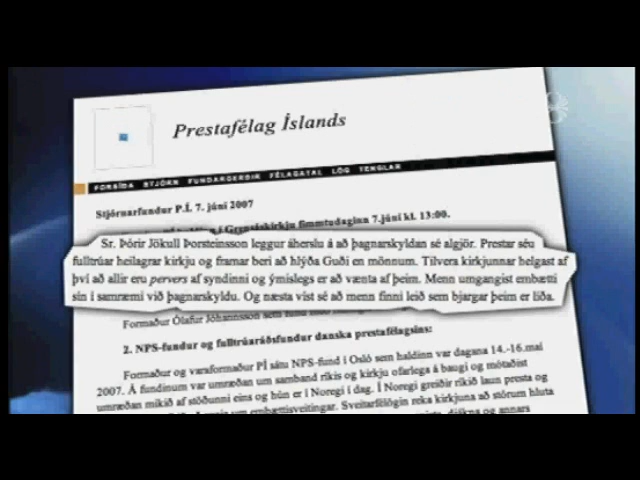 Prestafélag Íslands
FORSÍÐA STJÓRN FUNDARGERÐIR FÉLAGATAL LÖG TENGLAR
Stjórnarfundur P.Í. 7. júní 2007
í Grensáskirkju fimmtudaginn 7.júní kl. 13:00.
Sr. Þórir Jökull Þorsteinsson leggur áherslu á að þagnarskyldan sé algjör. Prestar séu
fulltrúar heilagrar kirkju og framar beri að hlýða Guði en mönnum. Tilvera kirkjunnar helgast af
því að allir eru pervers af syndinni og ýmislegs er að vænta af þeim. Menn umgangist embætti
sín í samræmi við þagnarskyldu. Og næsta víst sé að menn finni leið sem bjargar þeim er líða.
Formaður Ólafur Jóhannsson
2. NPS-fundur og fulltrúaráðsfundur danska prestafélagsins:
Formaður og varaformaður PÍ sátu NPS-fund í Osló sem haldinn var dagana 14.-16.maí
2007. Á fundinum var umræðan um samband ríkis og kirkju ofarlega á baugi og mótaðist
umræðan mikið af stöðunni eins og hún er í Noregi í dag. Í Noregi greiðir ríkið laun presta og
um embættisveitingar. Sveitarfélögin reka kirkjuna að stórum hluta
djákna og annars